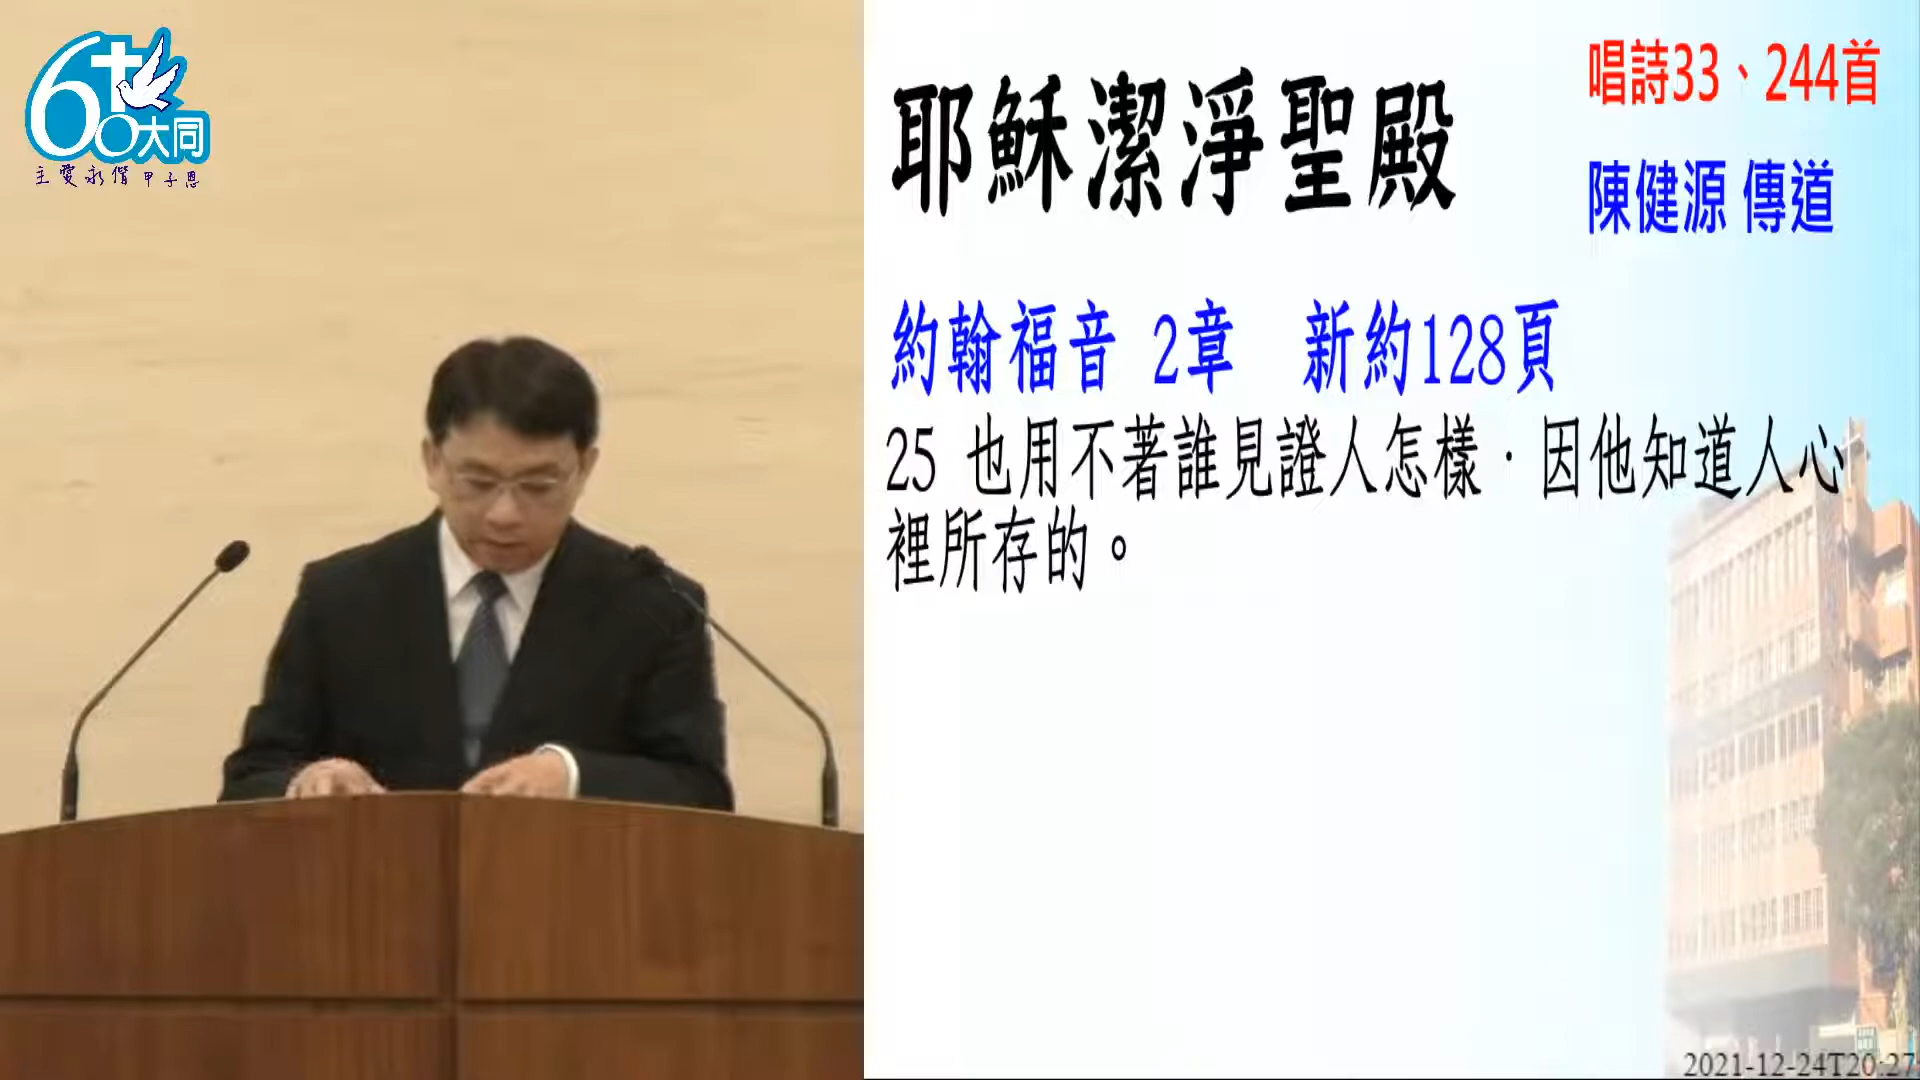 60大同
主愛永偕 甲子恩
耶穌潔淨聖殿
唱詩33、244首
陳健源 傳道
約翰福音 2章 新約128頁
25 也用不著誰見證人怎樣．因他知道人心
裡所存的。
2021-12-24T20:27